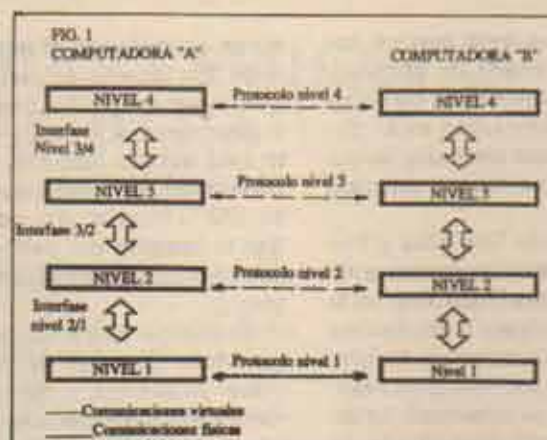 FIG. 1
COMPUTADORA "A"
COMPUTADORA "B"
NIVEL 4
Protocolo nivel 4
NIVEL 4
Interfase
Nivel 3/4
NIVEL 3
Protocolo nivel 3
NIVEL 3
Interfase 3/2
NIVEL 2
Protocolo nivel 2
NIVEL 2
Interfase
nivel 2/1
NIVEL 1
Protocolo nivel 1
Nivel 1
Comunicaciones virtuales
Comunicaciones físicas